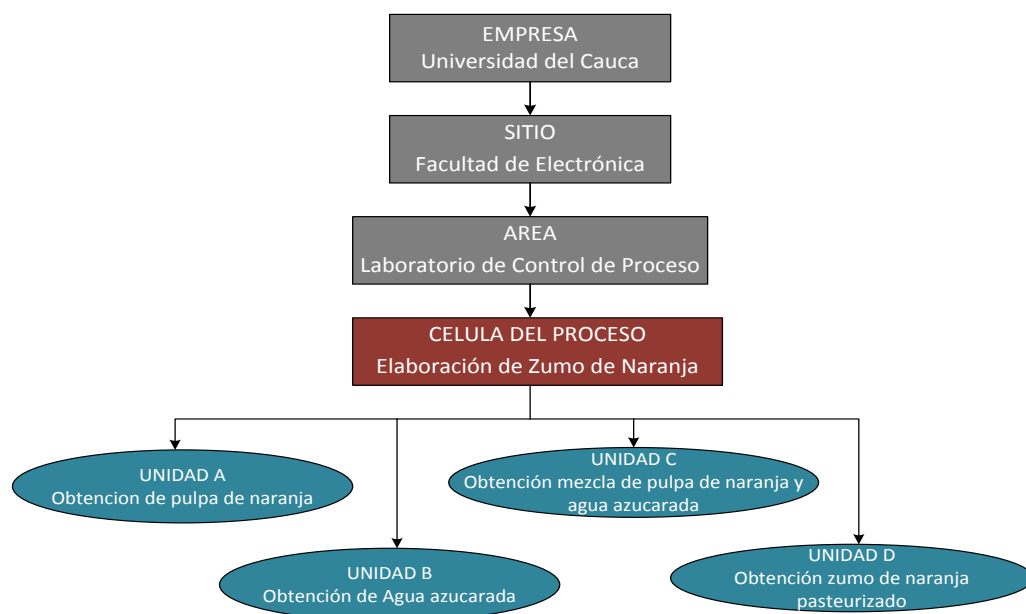 EMPRESA
Universidad del Cauca
SITIO
Facultad de Electrónica
AREA
Laboratorio de Control de Proceso
CELULA DEL PROCESO
Elaboración de Zumo de Naranja
UNIDAD A
Obtencion de pulpa de naranja
UNIDAD B
Obtención de Agua azucarada
UNIDAD C
Obtención mezcla de pulpa de naranja y
agua azucarada
UNIDAD D
Obtención zumo de naranja
pasteurizado